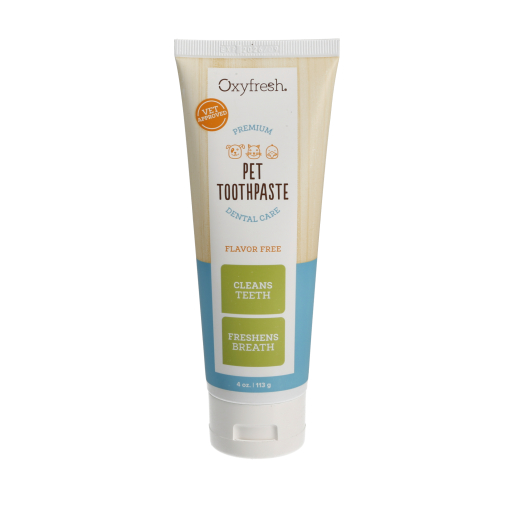 Oxyfresh.
VET
APPROVED
PREMIUM
PET
TOOTHPASTE
DENTAL CARE
FLAVOR FREE
CLEANS
TEETH
FRESHENS
BREATH
4 oz. / 113 g